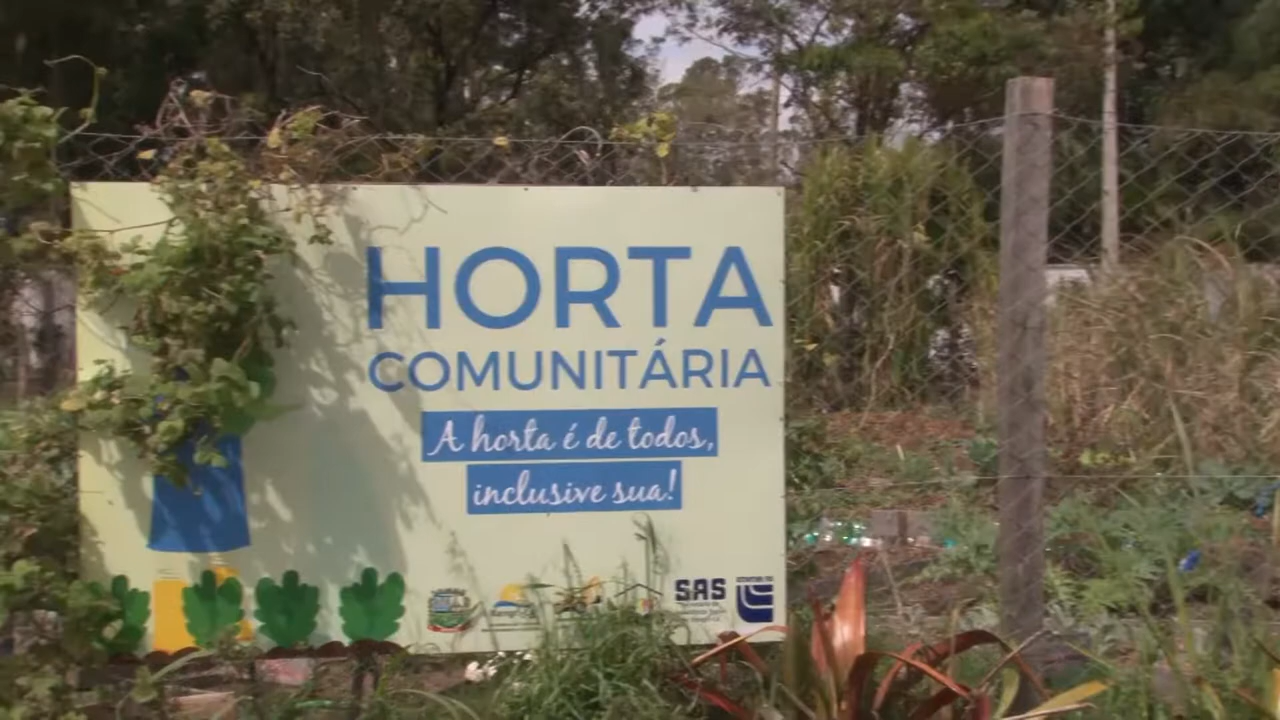 HORTA
COMUNITÁRIA
A horta é de todos,
inclusive sua!
SAS